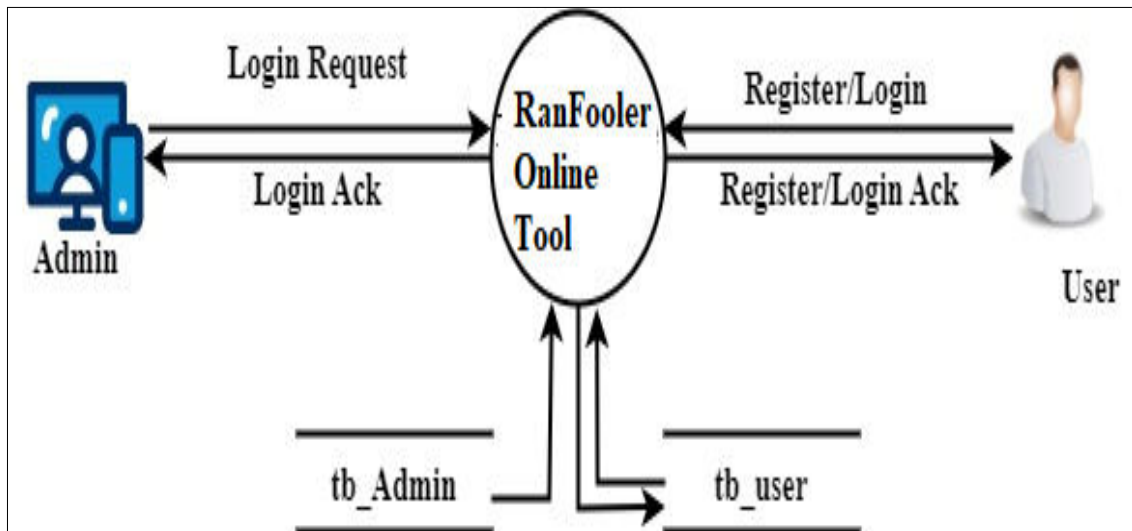 Login Request
Login Ack
Admin
RanFooler
Online
Tool
Register/Login
Register/Login Ack
User
tb_Admin
tb_user